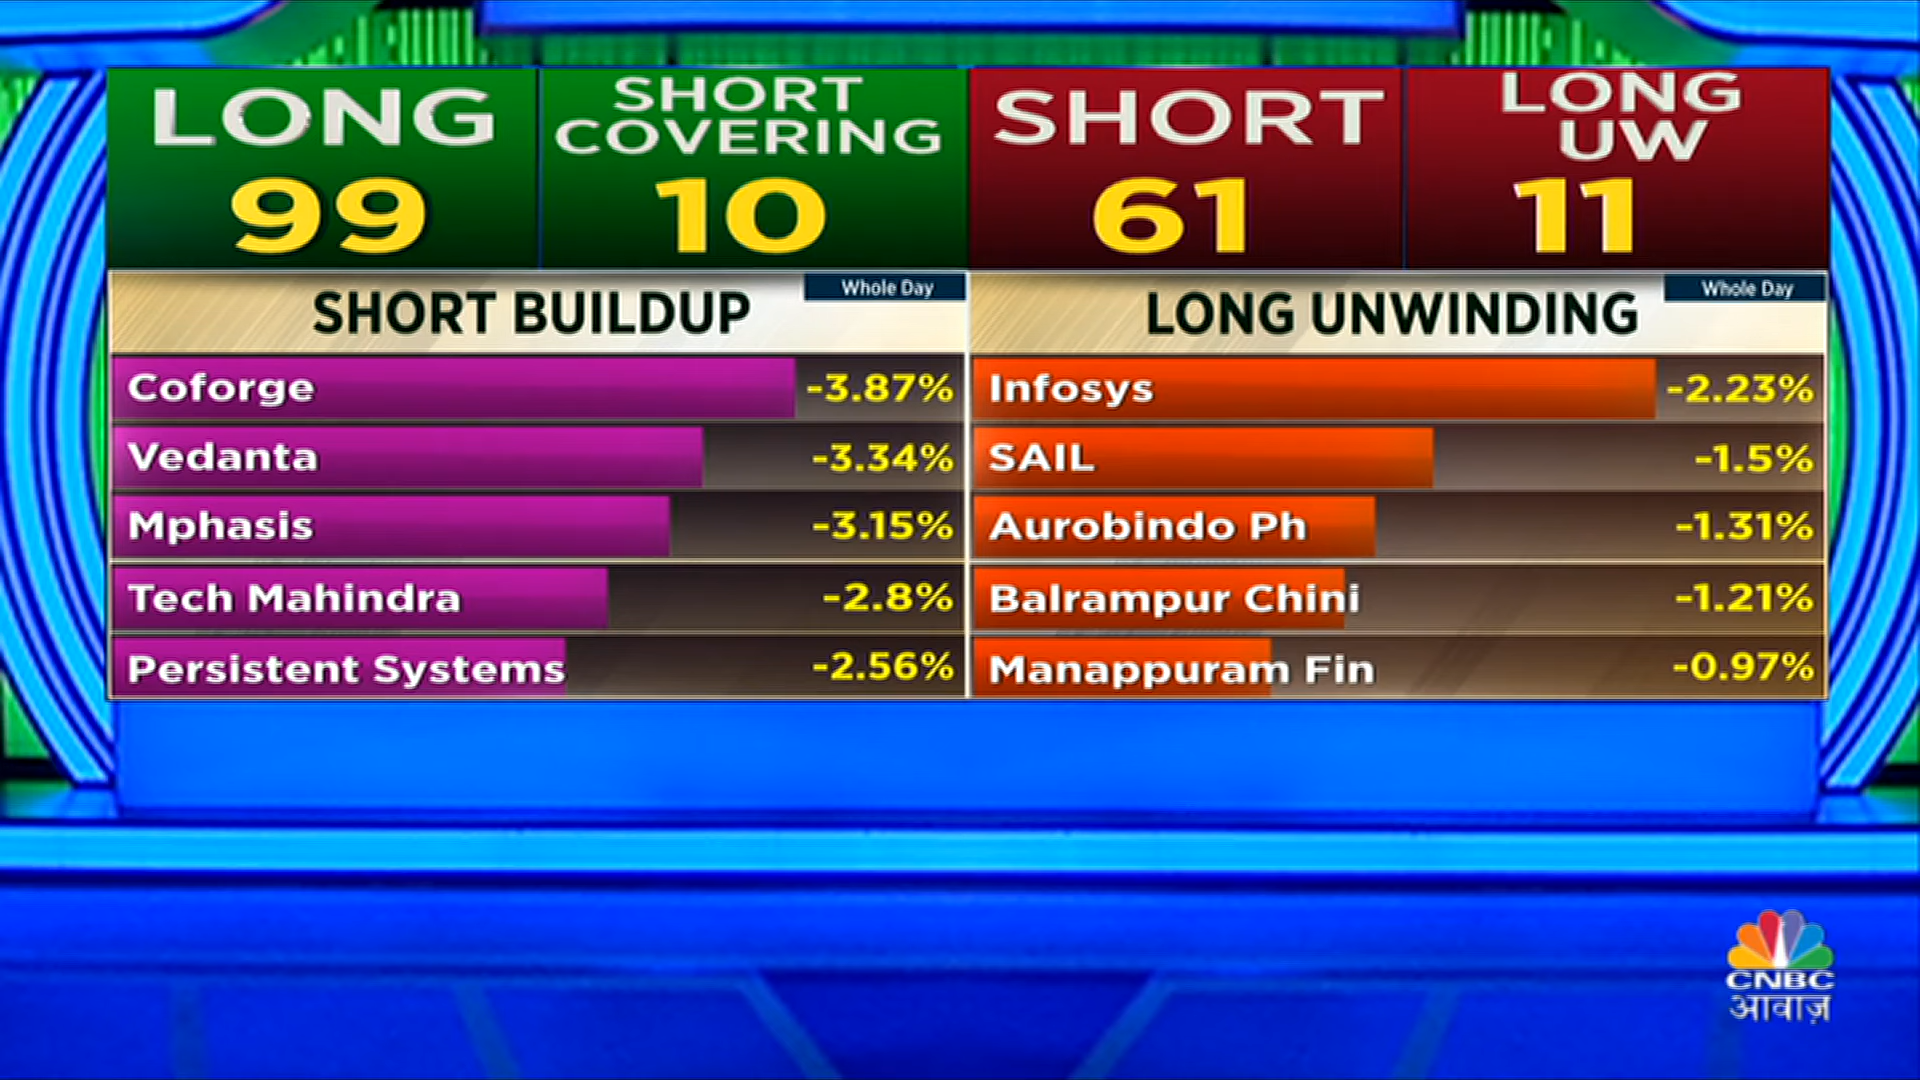 LONG
99
SHORT
COVERING
10
SHORT
61
LONG
UW
11
Whole Day
SHORT BUILDUP
Coforge -3.87%
Vedanta -3.34%
Mphasis -3.15%
Tech Mahindra -2.8%
Persistent Systems -2.56%
Whole Day
LONG UNWINDING
Infosys -2.23%
SAIL -1.5%
Aurobindo Ph -1.31%
Balrampur Chini -1.21%
Manappuram Fin -0.97%
CNBC
आवाज़